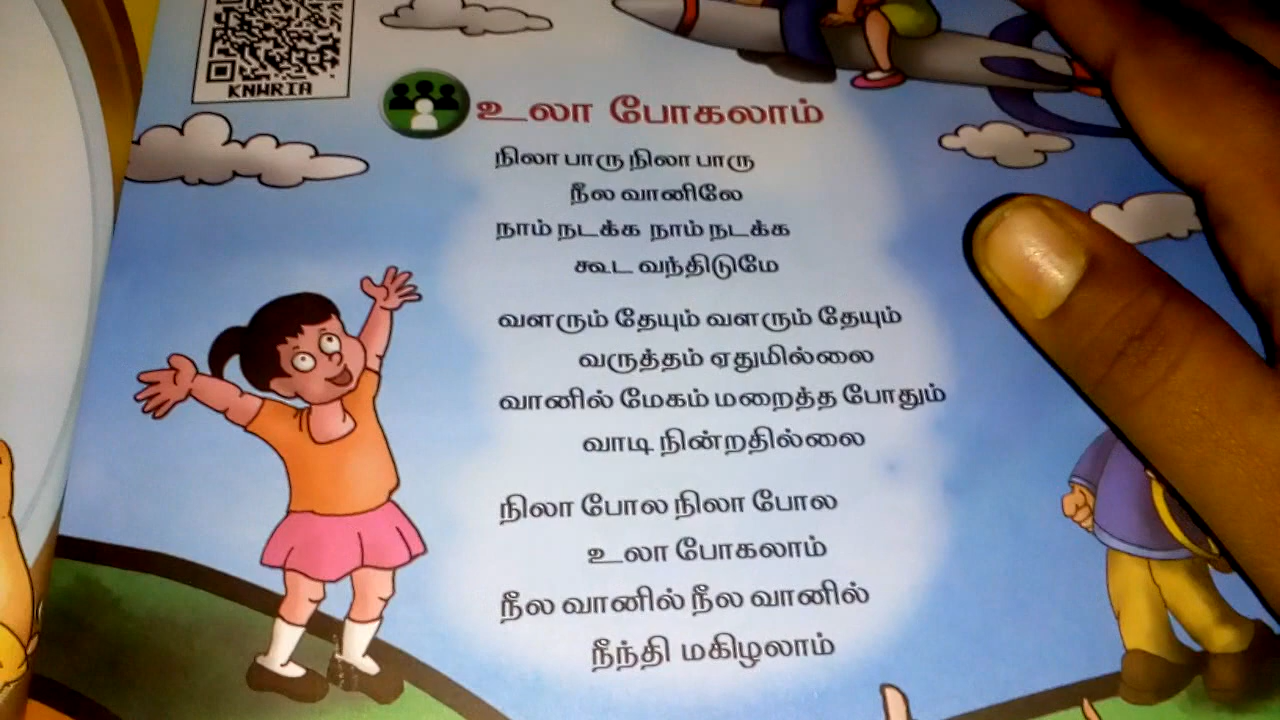 KNWRIA
உலா போகலாம்
நிலா பாரு நிலா பாரு
நீல வானிலே
நாம் நடக்க நாம் நடக்க
கூட வந்திடுமே
வளரும் தேயும் வளரும் தேயும்
வருத்தம் ஏதுமில்லை
வானில் மேகம் மறைத்த போதும்
வாடி நின்றதில்லை
நிலா போல நிலா போல
உலா போகலாம்
நீல வானில் நீல வானில்
நீந்தி மகிழலாம்